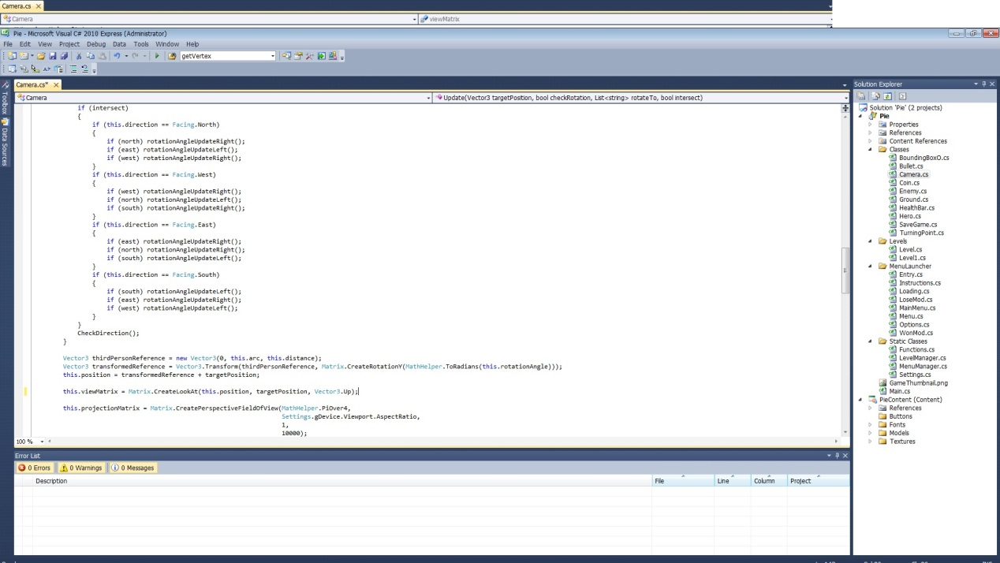 Camera.cs
Camera
viewMatrix
Pie - Microsoft Visual C# 2010 Express (Administrator)
File Edit View Project Debug Data Tools Window Help
getVertex
Toolbox
Data Sources
Camera.cs*
Camera
Update(Vector3 targetPosition, bool checkRotation, List<string> rotateTo, bool intersect)
if (intersect)
{
if (this.direction == Facing.North)
{
if (north) rotationAngleUpdateRight();
if (east) rotationAngleUpdateLeft();
if (west) rotationAngleUpdateRight();
}
if (this.direction == Facing.West)
{
if (west) rotationAngleUpdateRight();
if (north) rotationAngleUpdateLeft();
if (south) rotationAngleUpdateRight();
}
if (this.direction == Facing.East)
{
if (east) rotationAngleUpdateRight();
if (north) rotationAngleUpdateRight();
if (south) rotationAngleUpdateLeft();
}
if (this.direction == Facing.South)
{
if (south) rotationAngleUpdateLeft();
if (east) rotationAngleUpdateRight();
if (west) rotationAngleUpdateLeft();
}
}
CheckDirection();
}
Vector3 thirdPersonReference = new Vector3(0, this.arc, this.distance);
Vector3 transformedReference = Vector3.Transform(thirdPersonReference, Matrix.CreateRotationY(MathHelper.ToRadians(this.rotationAngle)));
this.position = transformedReference + targetPosition;
this.viewMatrix = Matrix.CreateLookAt(this.position, targetPosition, Vector3.Up);
this.projectionMatrix = Matrix.CreatePerspectiveFieldOfView(MathHelper.PiOver4,
Settings.gDevice.Viewport.AspectRatio,
1,
10000);
100 %
Error List
0 Errors 0 Warnings 0 Messages
Description File Line Column Project
Solution Explorer
Solution 'Pie' (2 projects)
Pie
Properties
References
Content References
Classes
BoundingBoxO.cs
Bullet.cs
Camera.cs
Coin.cs
Enemy.cs
Ground.cs
HealthBar.cs
Hero.cs
SaveGame.cs
TurningPoint.cs
Levels
Level.cs
Level1.cs
MenuLauncher
Entry.cs
Instructions.cs
Loading.cs
LoseMod.cs
MainMenu.cs
Menu.cs
Options.cs
WonMod.cs
Static Classes
Functions.cs
LevelManager.cs
MenuManager.cs
Settings.cs
GameThumbnail.png
Main.cs
PieContent (Content)
References
Buttons
Fonts
Models
Textures